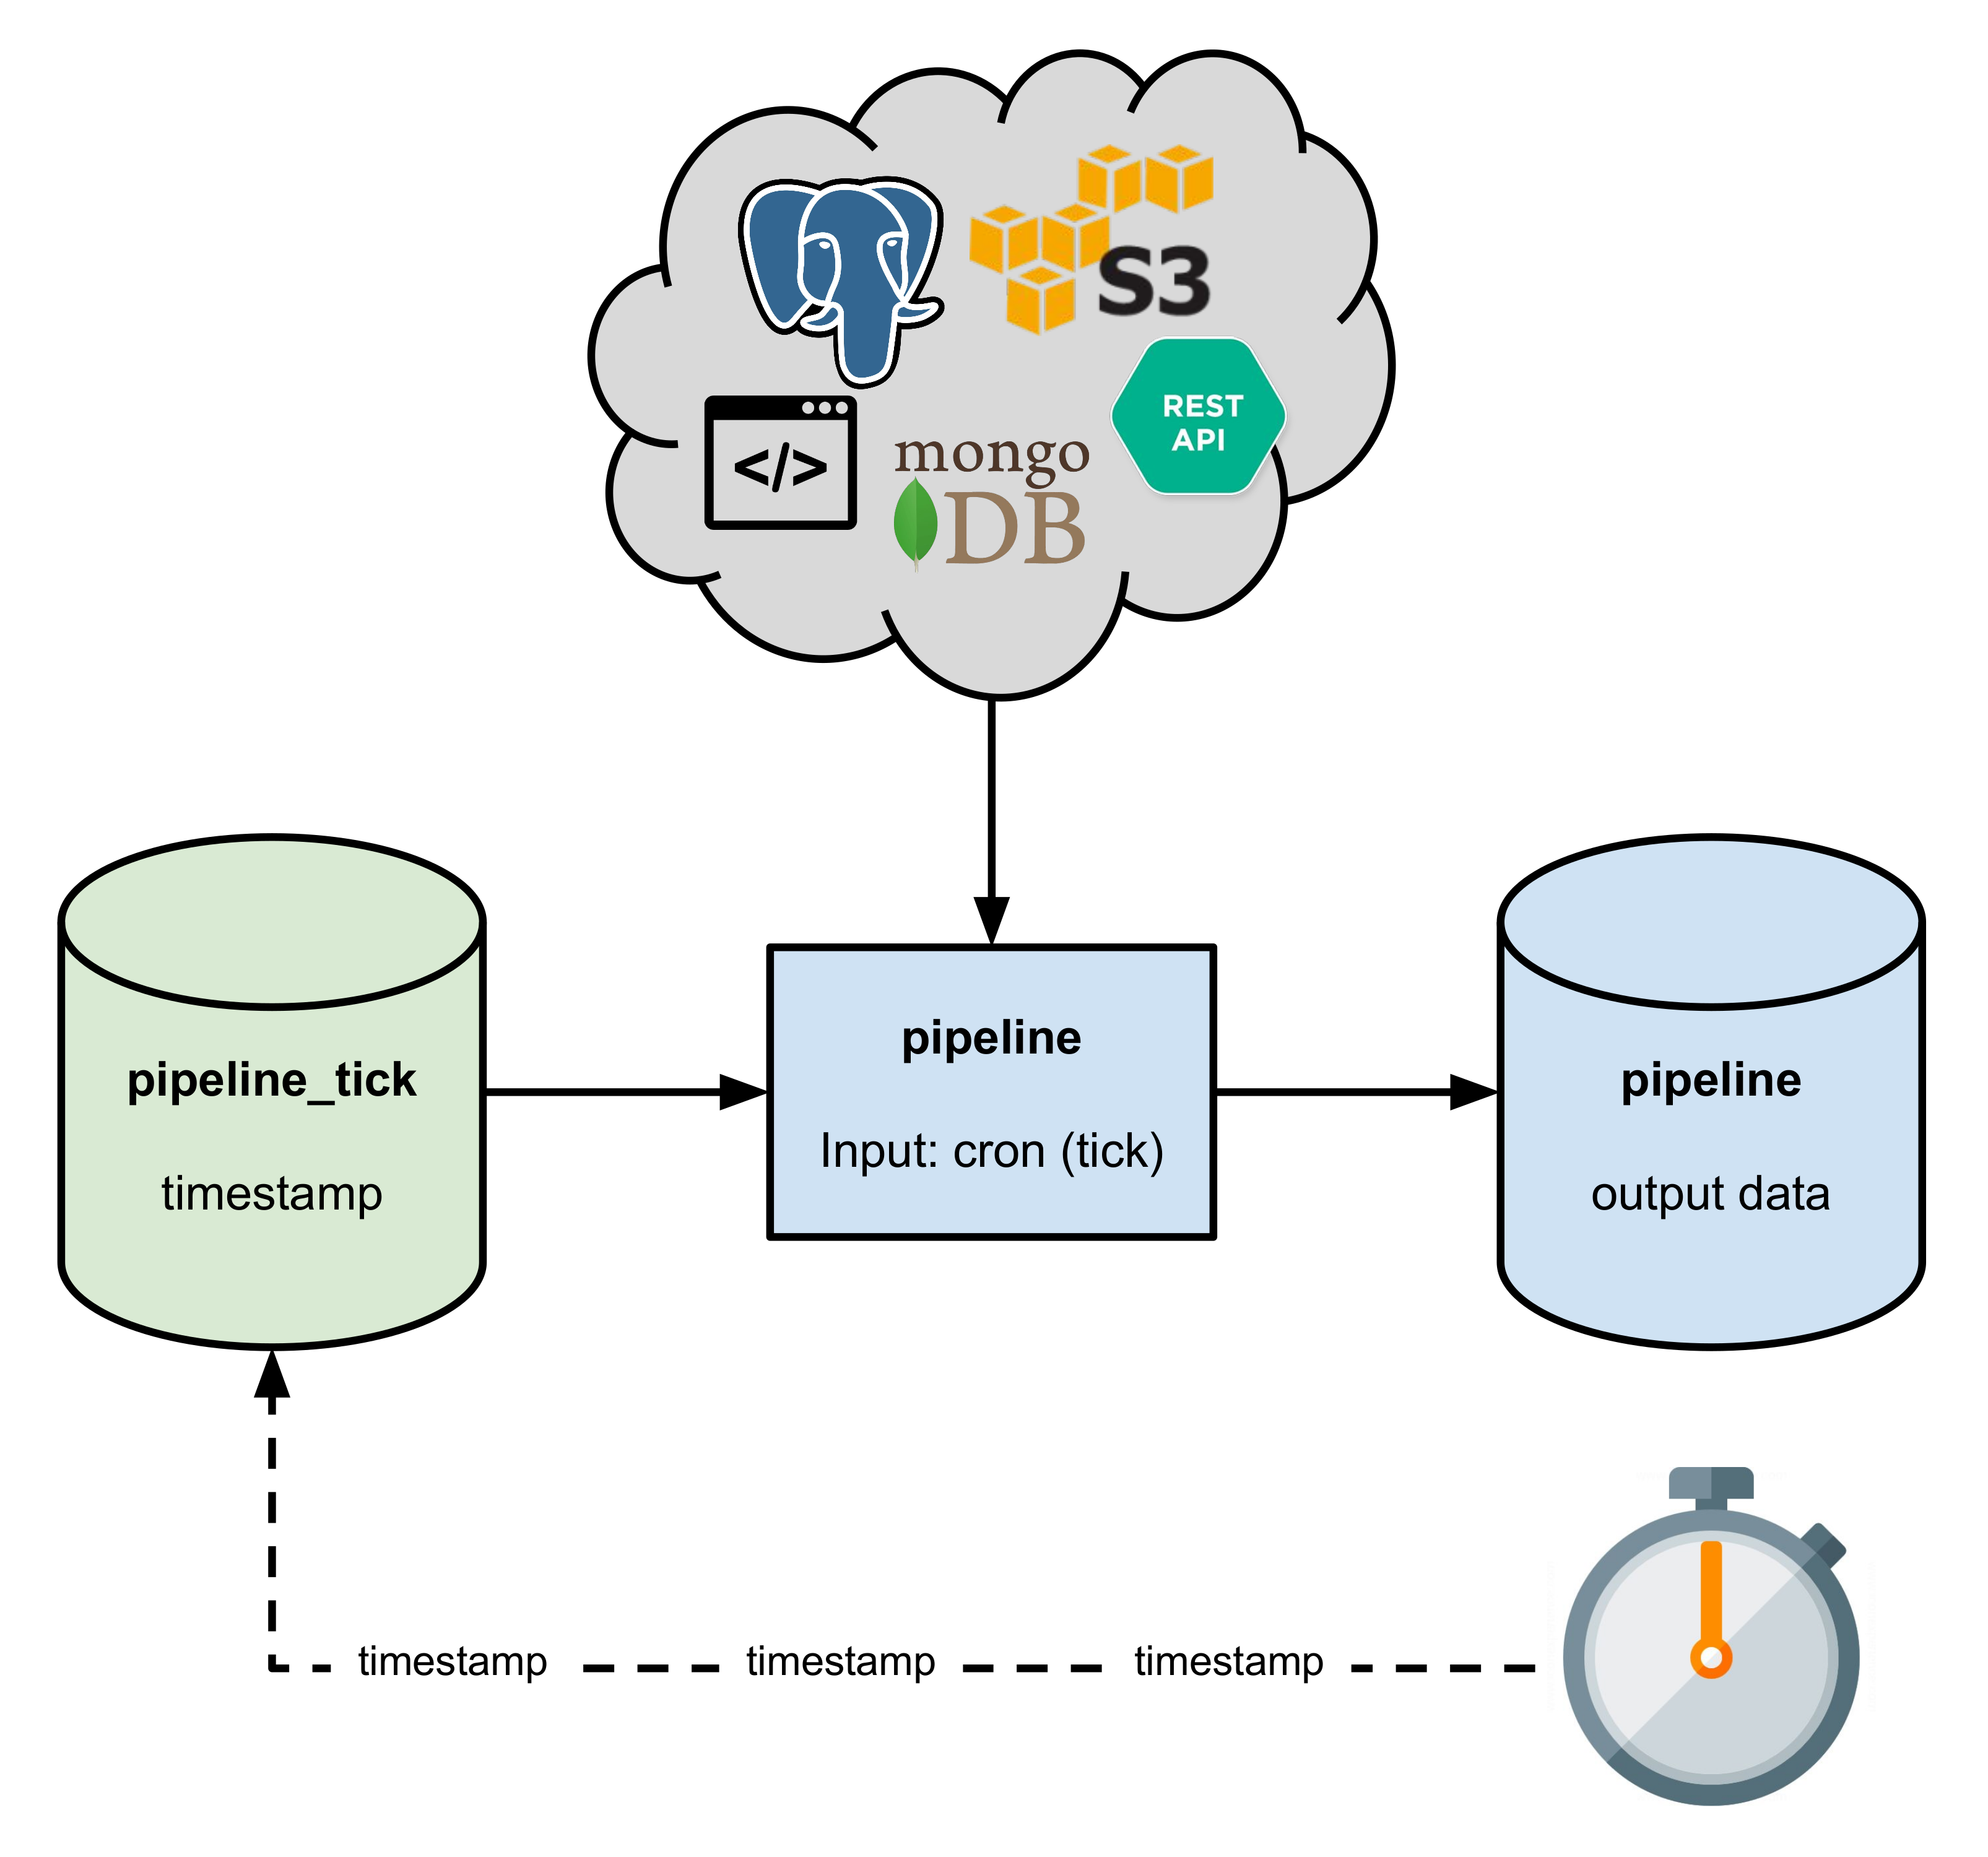 S3
REST
API
</>
mongo
DB
pipeline_tick
timestamp
pipeline
Input: cron (tick)
pipeline
output data
timestamp
timestamp
timestamp